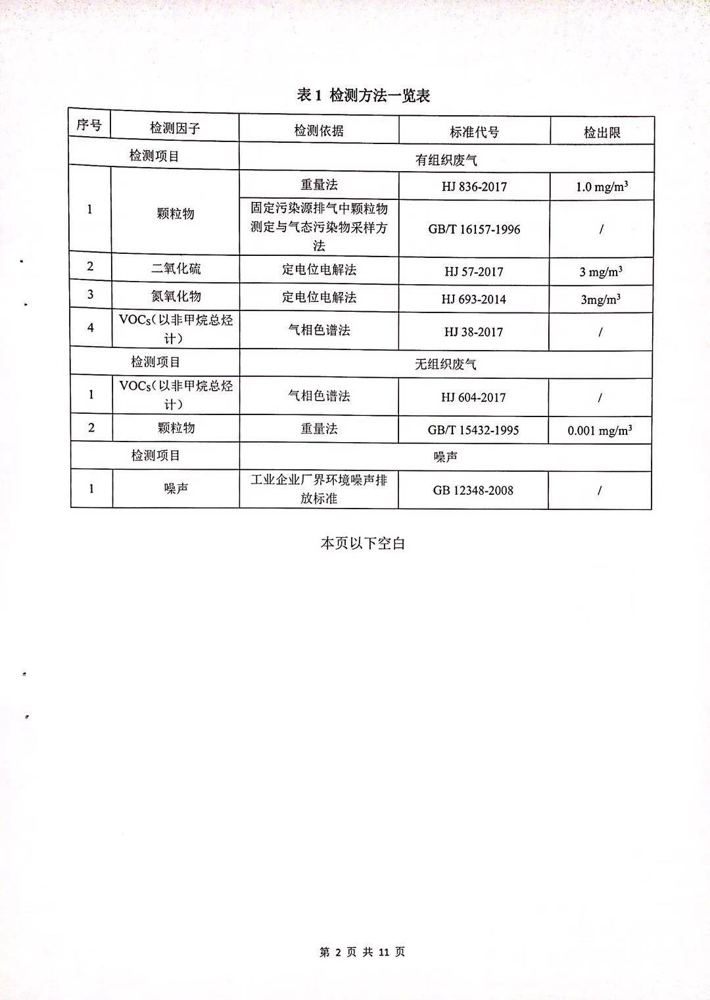 表 1 检测方法一览表
序号 检测因子 检测依据 标准代号 检出限
检测项目 有组织废气
1 颗粒物 重量法 HJ 836-2017 1.0 mg/m³
固定污染源排气中颗粒物
测定与气态污染物采样方
法
GB/T 16157-1996 /
2 二氧化硫 定电位电解法 HJ 57-2017 3 mg/m³
3 氮氧化物 定电位电解法 HJ 693-2014 3mg/m³
4 VOCs（以非甲烷总烃
计） 气相色谱法 HJ 38-2017 /
检测项目 无组织废气
1 VOCs（以非甲烷总烃
计） 气相色谱法 HJ 604-2017 /
2 颗粒物 重量法 GB/T 15432-1995 0.001 mg/m³
检测项目 噪声
1 噪声 工业企业厂界环境噪声排
放标准 GB 12348-2008 /
本页以下空白
第 2 页 共 11 页